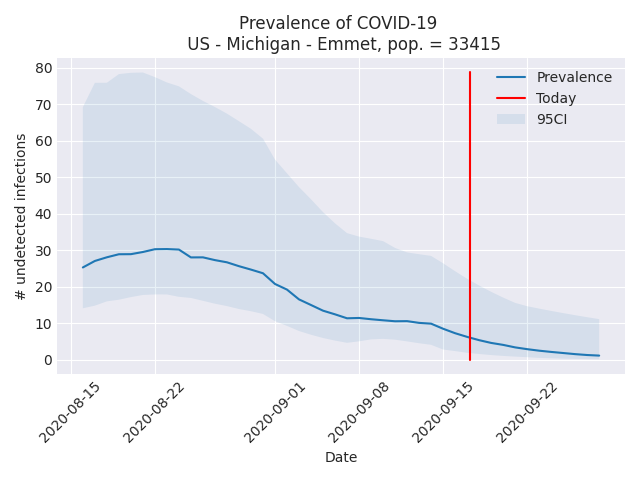 Prevalence of COVID-19
US - Michigan - Emmet, pop. = 33415
# undetected infections
80
70
60
50
40
30
20
10
0
Prevalence
Today
95CI
2020-08-15
2020-08-22
2020-09-01
2020-09-08
2020-09-15
2020-09-22
Date